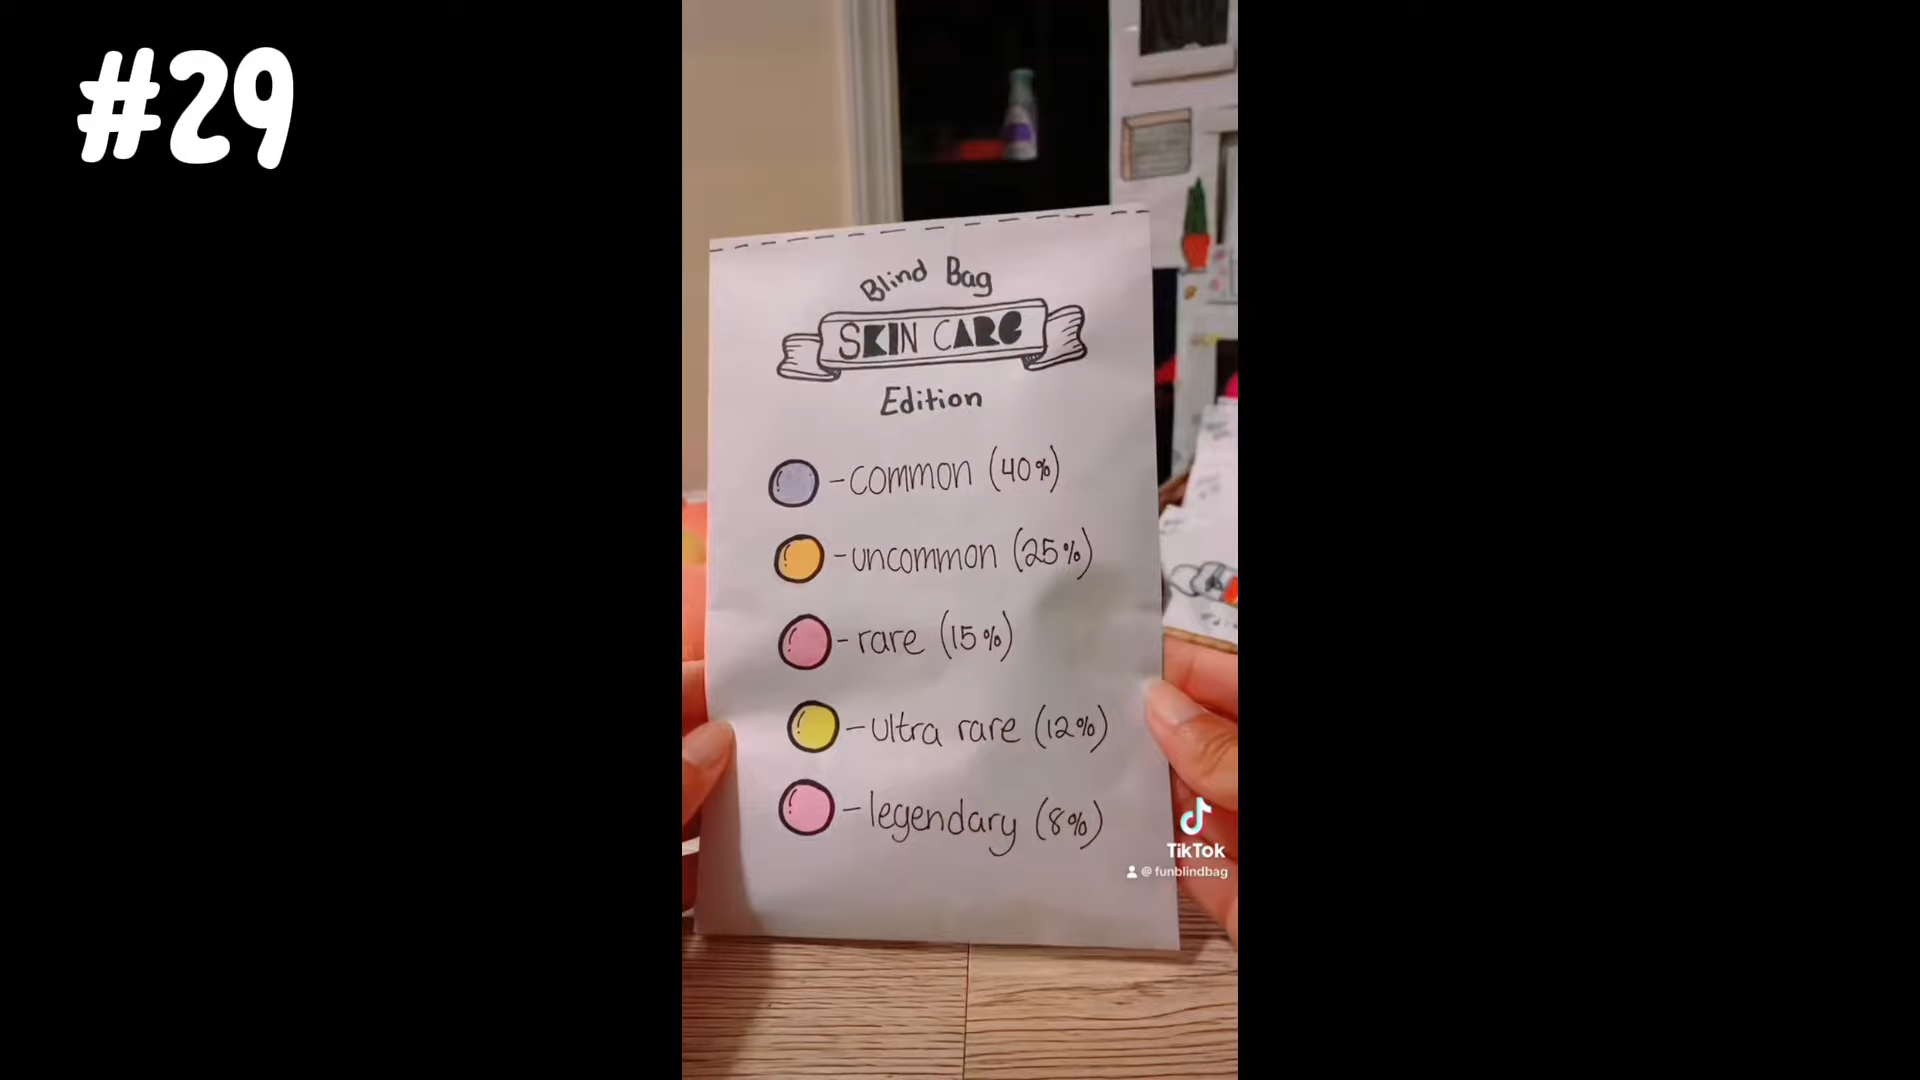 #29
Blind Bag
SKIN CARE
Edition
-common (40%)
-uncommon (25%)
-rare (15%)
-ultra rare (12%)
-legendary (8%)
TikTok
@funblindbag